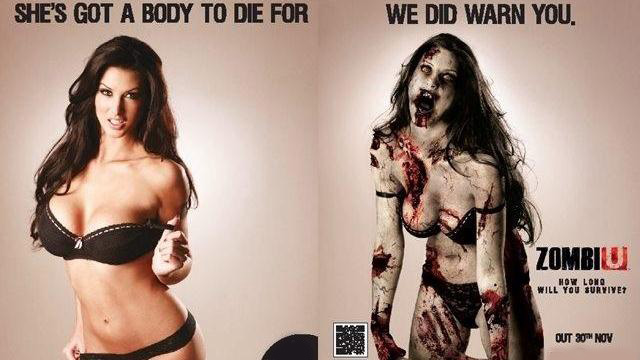 SHE'S GOT A BODY TO DIE FOR
WE DID WARN YOU.
ZOMBIU
HOW LONG
WILL YOU SURVIVE?
OUT 30TH NOV